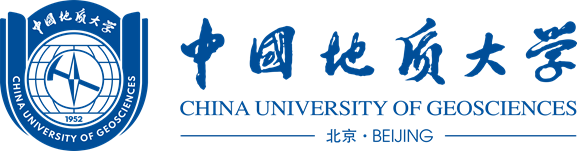 中国地质大学
1952
CHINA UNIVERSITY OF GEOSCIENCES
中國地质大学
CHINA UNIVERSITY OF GEOSCIENCES
北京·BEIJING